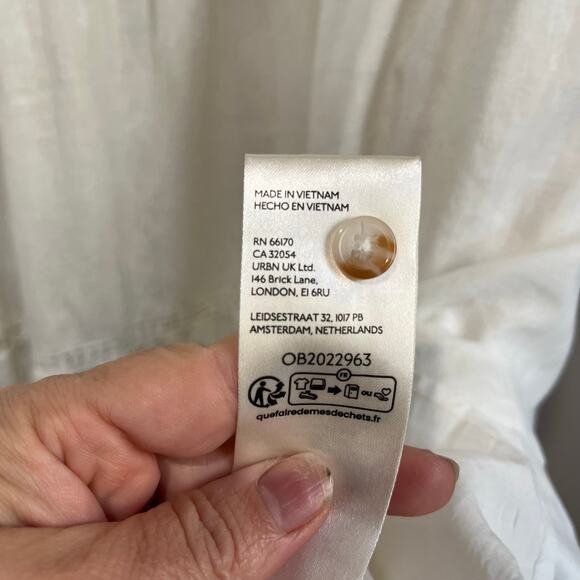 MADE IN VIETNAM
HECHO EN VIETNAM
RN 66170
CA 32054
URBN UK Ltd.
146 Brick Lane,
LONDON, E1 6RU
LEIDSESTRAAT 32, 1017 PB
AMSTERDAM, NETHERLANDS
OB2022963
FR
OU
quefairedemesdechets.fr